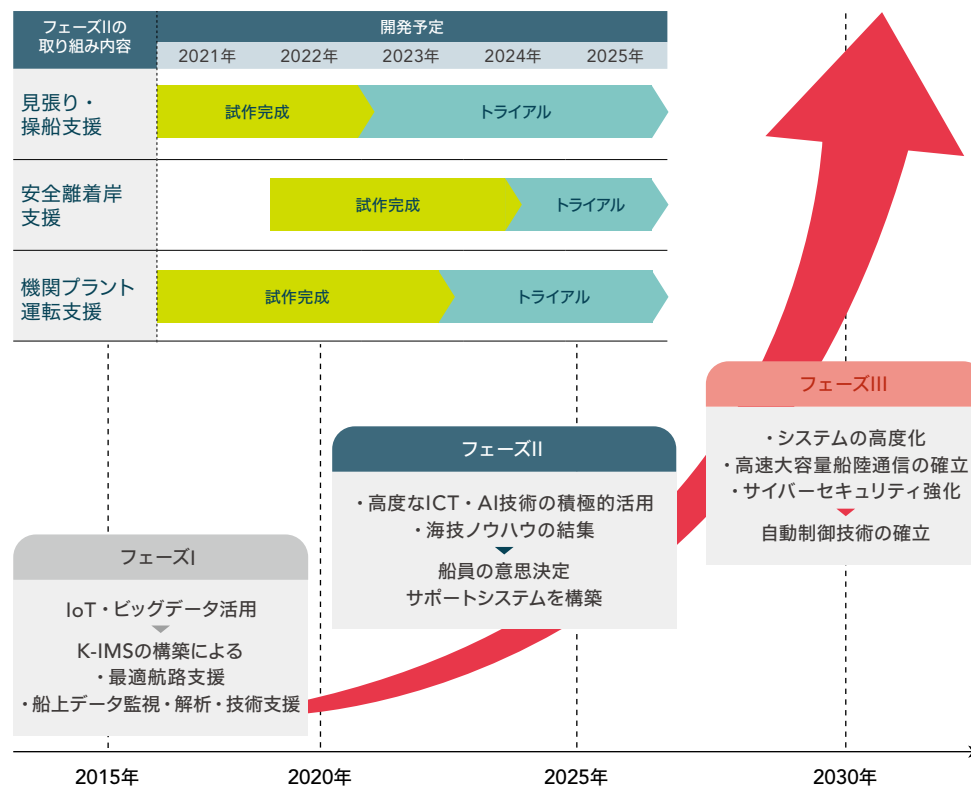 フェーズIIの
取り組み内容
開発予定
2021年 2022年 2023年 2024年 2025年
見張り・
操船支援
試作完成 トライアル
安全離着岸
支援
試作完成 トライアル
機関プラント
運転支援
試作完成 トライアル
フェーズI
IoT・ビッグデータ活用
K-IMSの構築による
・最適航路支援
・船上データ監視・解析・技術支援
フェーズII
・高度なICT・AI技術の積極的活用
・海技ノウハウの結集
船員の意思決定
サポートシステムを構築
フェーズIII
・システムの高度化
・高速大容量船陸通信の確立
・サイバーセキュリティ強化
自動制御技術の確立
2015年 2020年 2025年 2030年